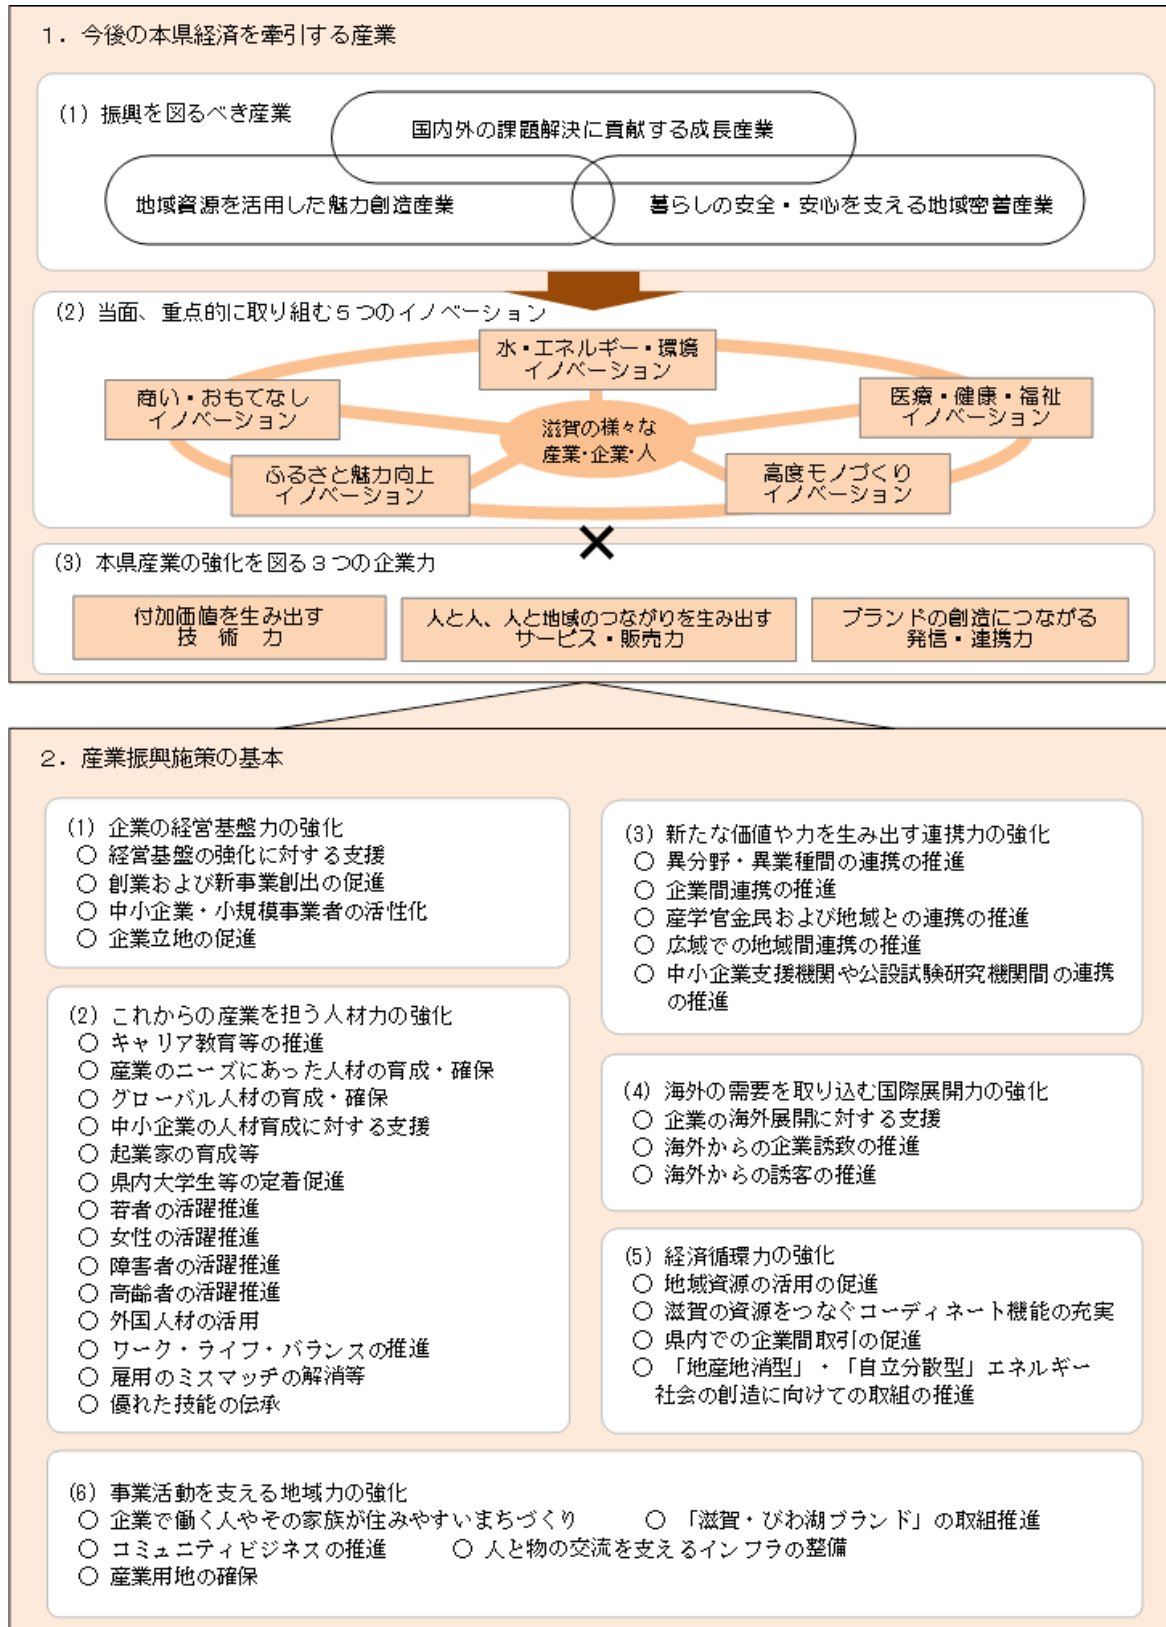 １．今後の本県経済を牽引する産業
(1) 振興を図るべき産業
国内外の課題解決に貢献する成長産業
地域資源を活用した魅力創造産業
暮らしの安全・安心を支える地域密着産業
(2) 当面、重点的に取り組む５つのイノベーション
水・エネルギー・環境
イノベーション
商い・おもてなし
イノベーション
医療・健康・福祉
イノベーション
滋賀の様々な
産業・企業・人
ふるさと魅力向上
イノベーション
高度モノづくり
イノベーション
×
(3) 本県産業の強化を図る３つの企業力
付加価値を生み出す
技　術　力
人と人、人と地域のつながりを生み出す
サービス・販売力
ブランドの創造につながる
発信・連携力
２．産業振興施策の基本
(1) 企業の経営基盤力の強化
○ 経営基盤の強化に対する支援
○ 創業および新事業創出の促進
○ 中小企業・小規模事業者の活性化
○ 企業立地の促進
(2) これからの産業を担う人材力の強化
○ キャリア教育等の推進
○ 産業のニーズにあった人材の育成・確保
○ グローバル人材の育成・確保
○ 中小企業の人材育成に対する支援
○ 起業家の育成等
○ 県内大学生等の定着促進
○ 若者の活躍推進
○ 女性の活躍推進
○ 障害者の活躍推進
○ 高齢者の活躍推進
○ 外国人材の活用
○ ワーク・ライフ・バランスの推進
○ 雇用のミスマッチの解消等
○ 優れた技能の伝承
(3) 新たな価値や力を生み出す連携力の強化
○ 異分野・異業種間の連携の推進
○ 企業間連携の推進
○ 産学官金民および地域との連携の推進
○ 広域での地域間連携の推進
○ 中小企業支援機関や公設試験研究機関間の連携
の推進
(4) 海外の需要を取り込む国際展開力の強化
○ 企業の海外展開に対する支援
○ 海外からの企業誘致の推進
○ 海外からの誘客の推進
(5) 経済循環力の強化
○ 地域資源の活用の促進
○ 滋賀の資源をつなぐコーディネート機能の充実
○ 県内での企業間取引の促進
○ 「地産地消型」・「自立分散型」エネルギー
社会の創造に向けての取組の推進
(6) 事業活動を支える地域力の強化
○ 企業で働く人やその家族が住みやすいまちづくり　○ 「滋賀・びわ湖ブランド」の取組推進
○ コミュニティビジネスの推進　○ 人と物の交流を支えるインフラの整備
○ 産業用地の確保